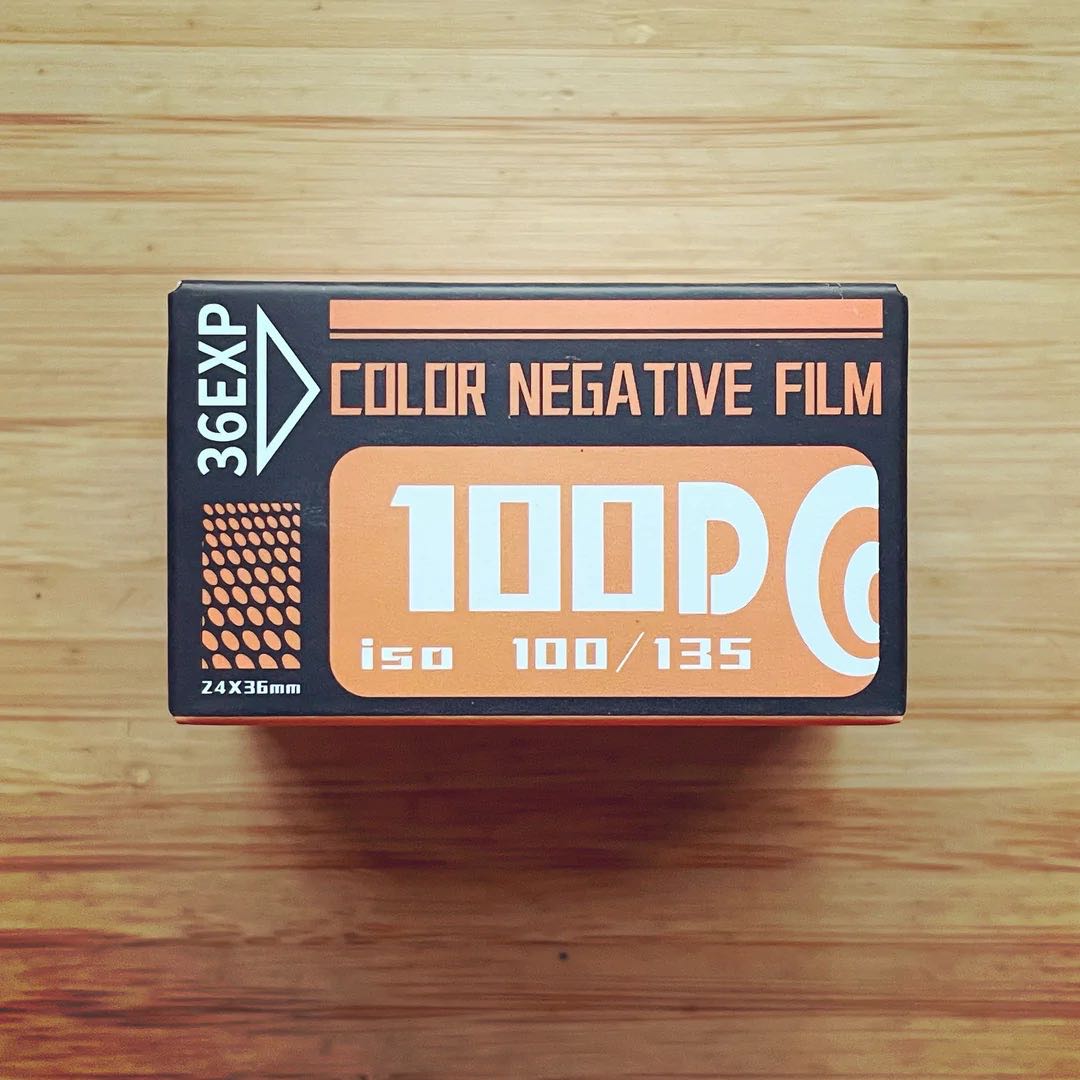 36EXP
COLOR NEGATIVE FILM
100D
iso 100/135
24X36mm